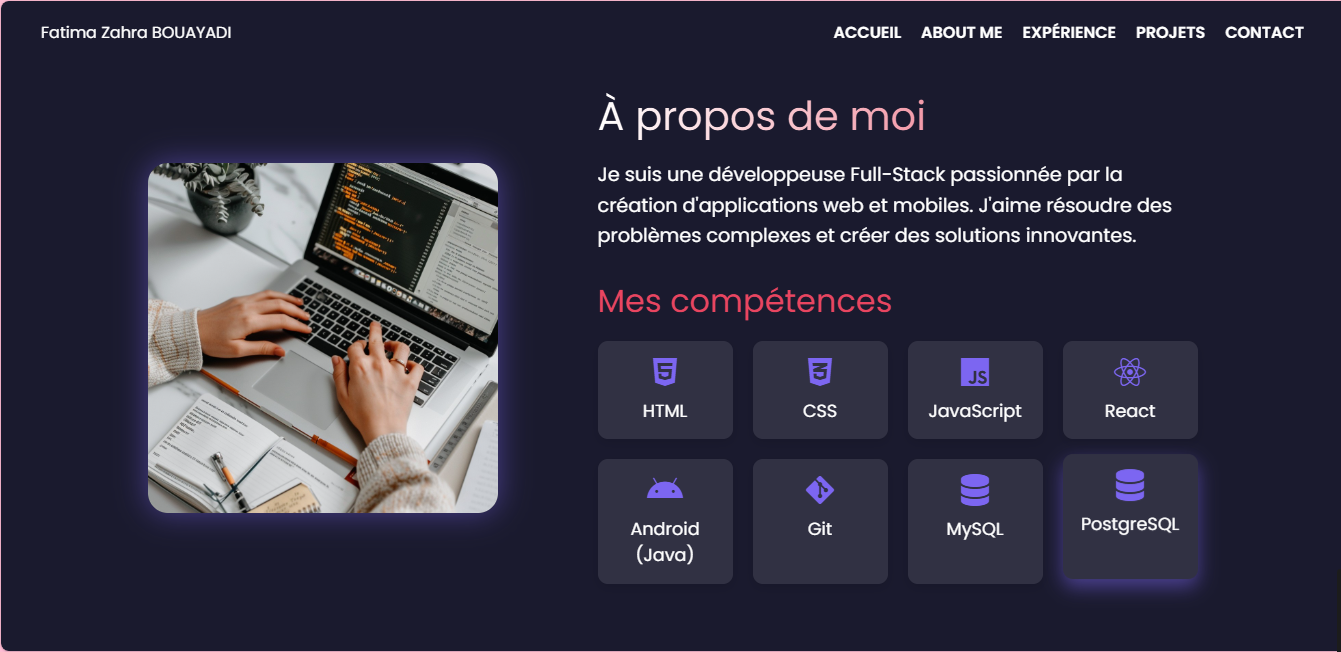 Fatima Zahra BOUAYADI
ACCUEIL ABOUT ME EXPÉRIENCE PROJETS CONTACT
À propos de moi
Je suis une développeuse Full-Stack passionnée par la
création d'applications web et mobiles. J'aime résoudre des
problèmes complexes et créer des solutions innovantes.
Mes compétences
HTML
CSS
JS
JavaScript
React
Android
(Java)
Git
MySQL
PostgreSQL